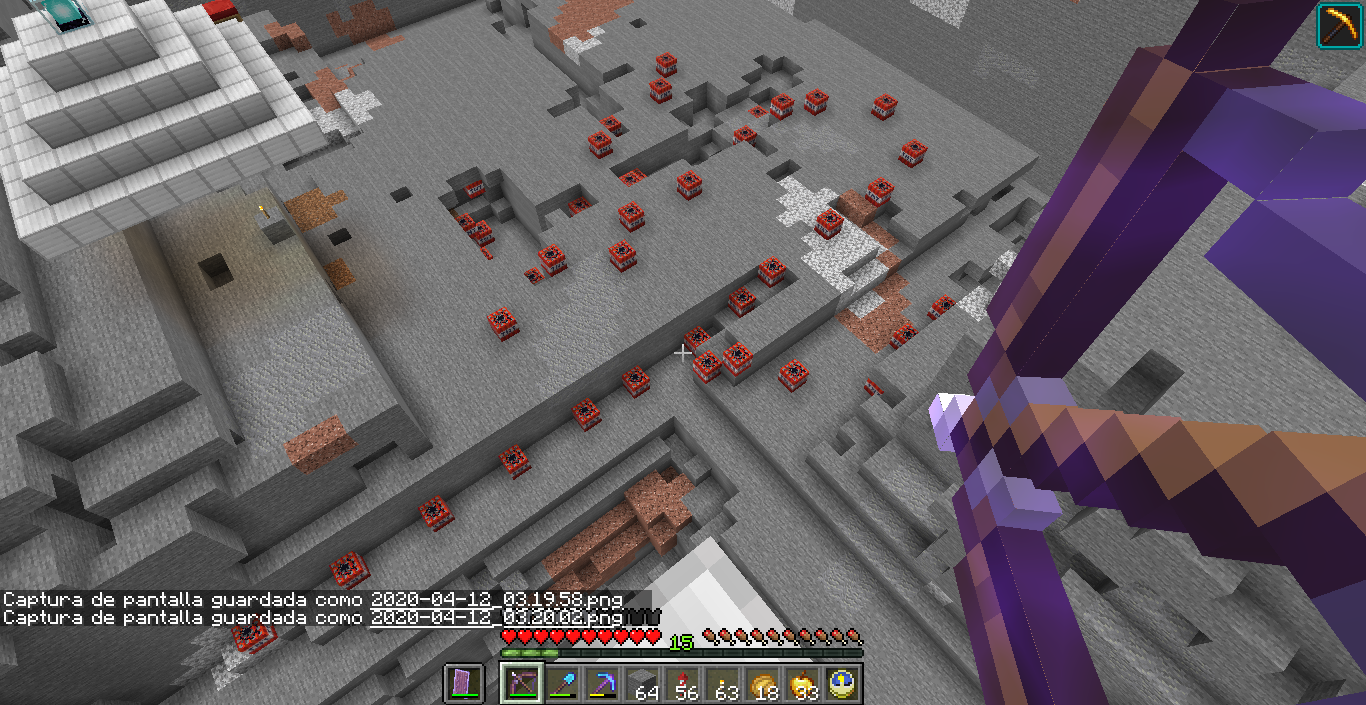 Captura de pantalla guardada como 2020-04-12_03.19.58.png
Captura de pantalla guardada como 2020-04-12_03.20.02.png
15
64 56 63 18 33